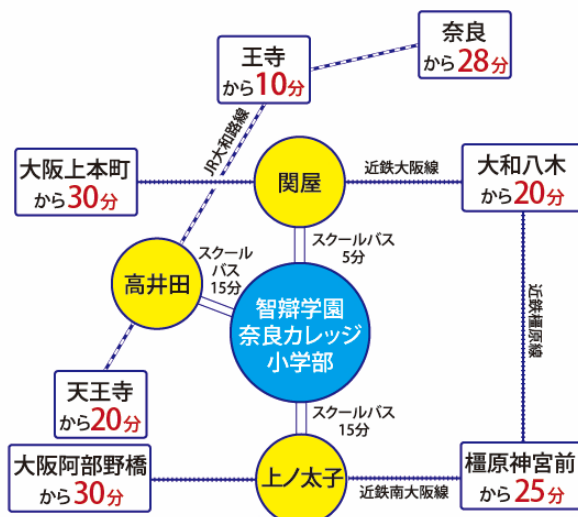 奈良
から28分
王寺
から10分
JR大和路線
大阪上本町
から30分
関屋
近鉄大阪線
大和八木
から20分
スクールバス
5分
スクール
バス
15分
高井田
智辯学園
奈良カレッジ
小学部
近鉄橿原線
天王寺
から20分
スクールバス
15分
大阪阿部野橋
から30分
上ノ太子
近鉄南大阪線
橿原神宮前
から25分